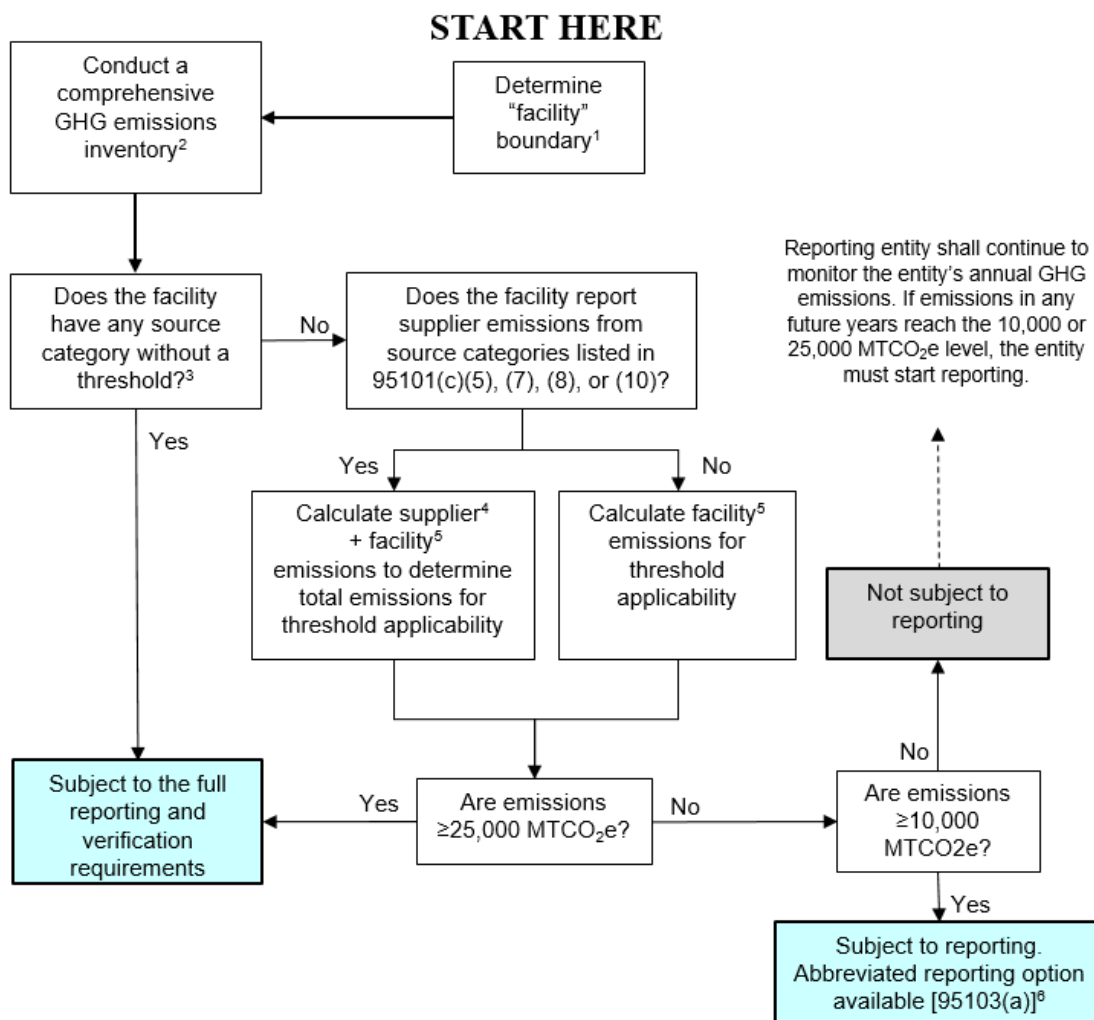 START HERE
Determine
“facility”
boundary¹
Conduct a
comprehensive
GHG emissions
inventory²
Does the facility
have any source
category without a
threshold?³
No
Does the facility report
supplier emissions from
source categories listed in
95101(c)(5), (7), (8), or (10)?
Reporting entity shall continue to
monitor the entity’s annual GHG
emissions. If emissions in any
future years reach the 10,000 or
25,000 MTCO₂e level, the entity
must start reporting.
Yes
Yes
No
Calculate supplier⁴
+ facility⁵
emissions to determine
total emissions for
threshold applicability
Calculate facility⁵
emissions for
threshold
applicability
Not subject to
reporting
No
Subject to the full
reporting and
verification
requirements
Yes
Are emissions
≥25,000 MTCO₂e?
No
Are emissions
≥10,000
MTCO2e?
Yes
Subject to reporting.
Abbreviated reporting option
available [95103(a)]⁶